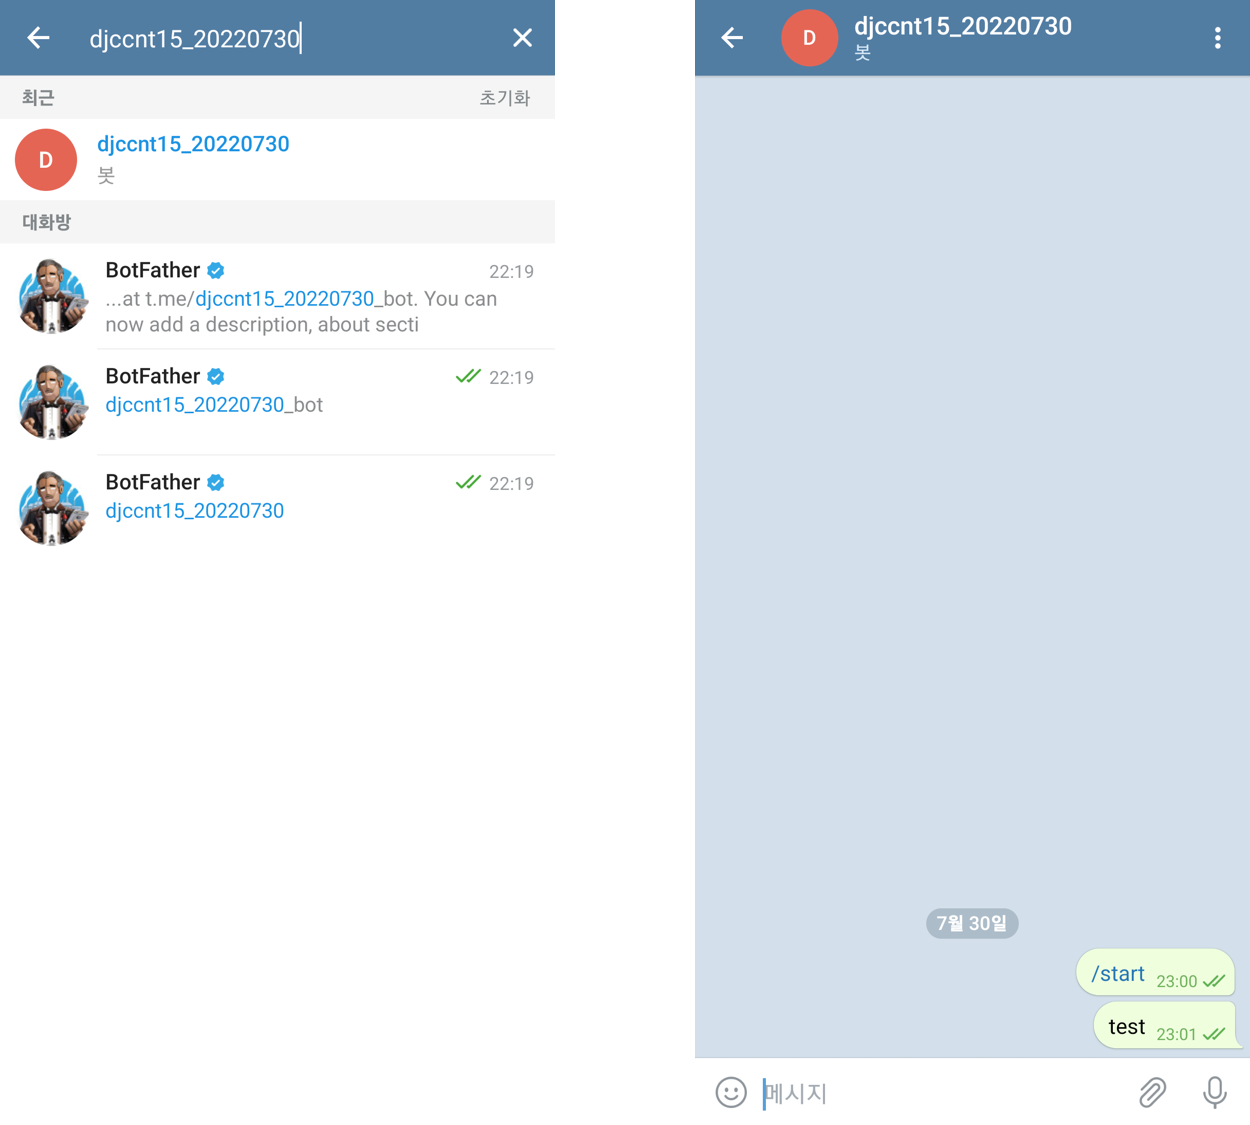 djccnt15_20220730
최근 초기화
D
djccnt15_20220730
봇
대화방
BotFather 22:19
...at t.me/djccnt15_20220730_bot. You can
now add a description, about secti
BotFather 22:19
djccnt15_20220730_bot
BotFather 22:19
djccnt15_20220730
D
djccnt15_20220730
봇
7월 30일
/start 23:00
test 23:01
메시지